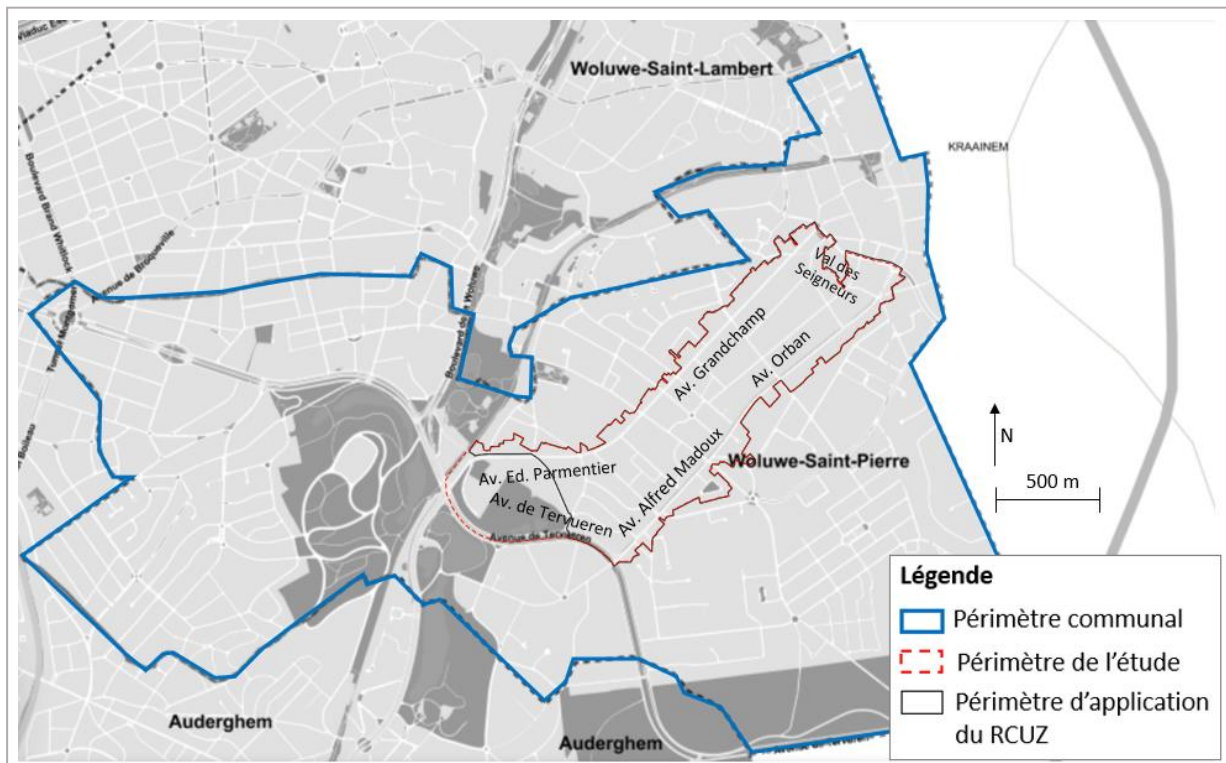 Viaduc E
Woluwe-Saint-Lambert
KRAAINEM
Boulevard Brand Whitlock
Avenue de Broqueville
Boulevard de la Woluwe
Val des
Seigneurs
Av. Grandchamp
Av. Orban
Av. Alfred Madoux
Woluwe-Saint-Pierre
Av. Ed. Parmentier
Av. de Tervueren
Avenue de Tervueren
N
500 m
Auderghem
Auderghem
Légende
Périmètre communal
Périmètre de l’étude
Périmètre d’application
du RCUZ